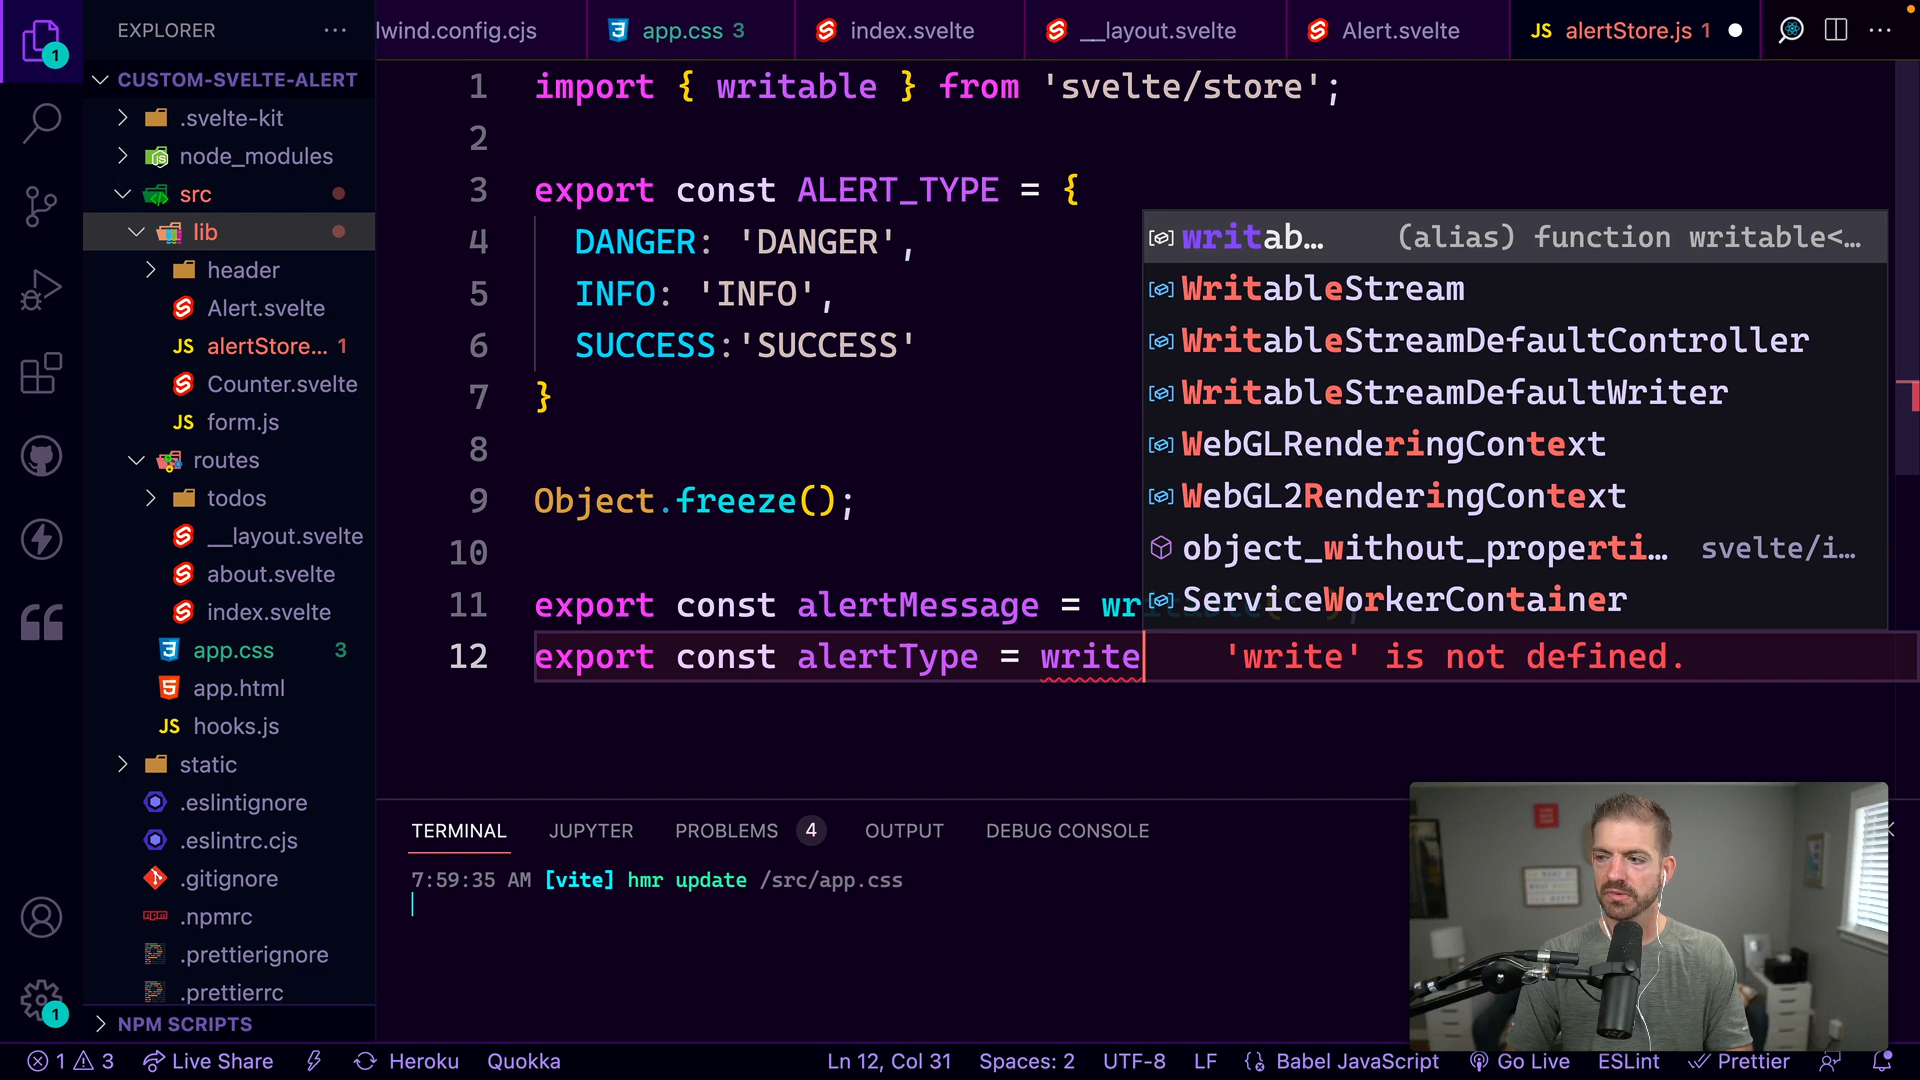 EXPLORER
lwind.config.cjs
app.css 3
index.svelte
__layout.svelte
Alert.svelte
JS alertStore.js 1
1
CUSTOM-SVELTE-ALERT
.svelte-kit
node_modules
src
lib
header
Alert.svelte
JS alertStore... 1
Counter.svelte
JS form.js
routes
todos
__layout.svelte
about.svelte
index.svelte
app.css 3
app.html
JS hooks.js
static
.eslintignore
.eslintrc.cjs
.gitignore
.npmrc
.prettierignore
.prettierrc
1
NPM SCRIPTS
1 import { writable } from 'svelte/store';
2
3 export const ALERT_TYPE = {
4 DANGER: 'DANGER',
5 INFO: 'INFO',
6 SUCCESS:'SUCCESS'
7 }
8
9 Object.freeze();
10
11 export const alertMessage = wr
12 export const alertType = write 'write' is not defined.
writab… (alias) function writable<…
WritableStream
WritableStreamDefaultController
WritableStreamDefaultWriter
WebGLRenderingContext
WebGL2RenderingContext
object_without_properti… svelte/i…
ServiceWorkerContainer
TERMINAL JUPYTER PROBLEMS 4 OUTPUT DEBUG CONSOLE
7:59:35 AM [vite] hmr update /src/app.css
1 3 Live Share Heroku Quokka Ln 12, Col 31 Spaces: 2 UTF-8 LF Babel JavaScript Go Live ESLint Prettier